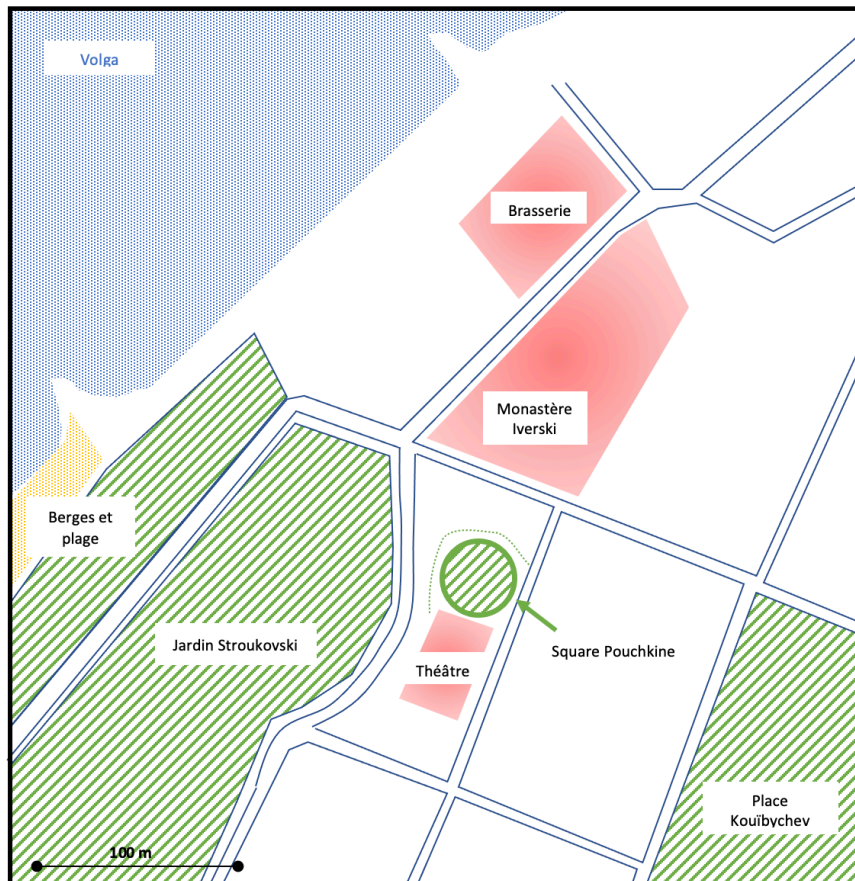 Volga
Brasserie
Monastère
Iverski
Berges et
plage
Jardin Stroukovski
Théâtre
Square Pouchkine
Place
Kouïbychev
100 m